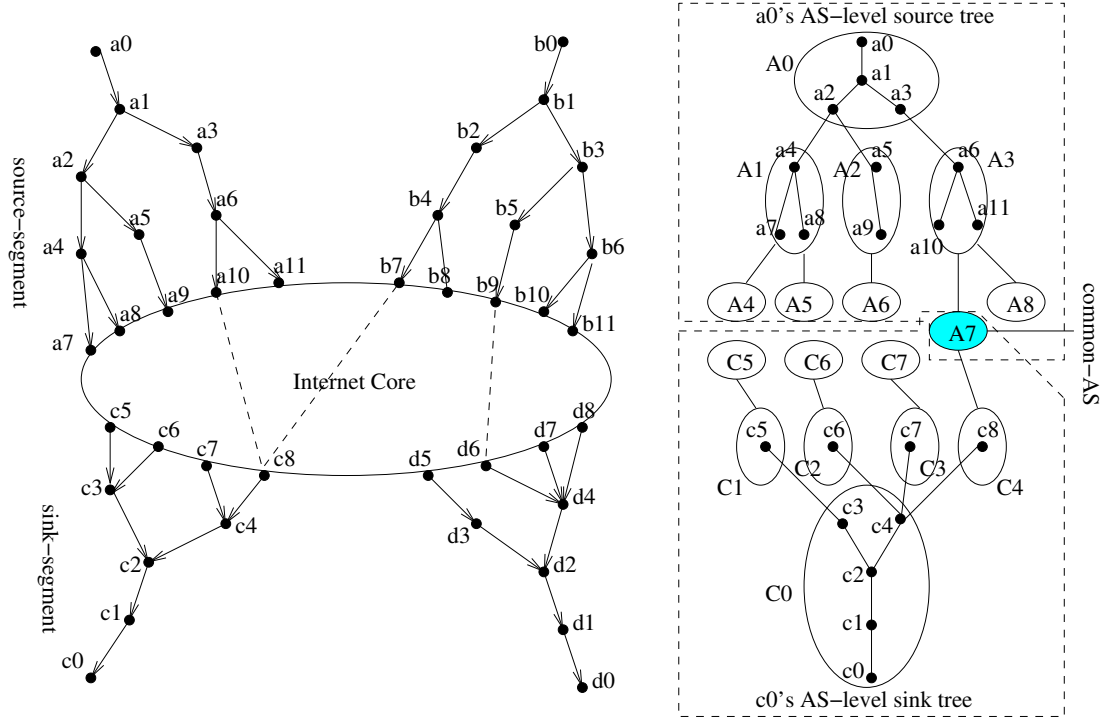 a0's AS−level source tree
a0
b0
a0
A0
a1
a1
b1
a2
a3
a3
b2
b3
a2
a4
a5
a6
A1
A2
A3
source−segment
a5
b4
b5
a4
a6
b6
a7
a8
a9
a10
a11
a10
a11
b7
b8
b9
b10
b11
a7
a8
a9
A4
A5
A6
A8
A7
common−AS
Internet Core
C5
C6
C7
c5
c6
c7
c8
d5
d6
d7
d8
c5
c6
c7
c8
C1
C2
C3
C4
c3
c4
d3
d4
c3
c4
sink−segment
c2
d2
c2
C0
c1
d1
c1
c0
d0
c0
c0's AS−level sink tree